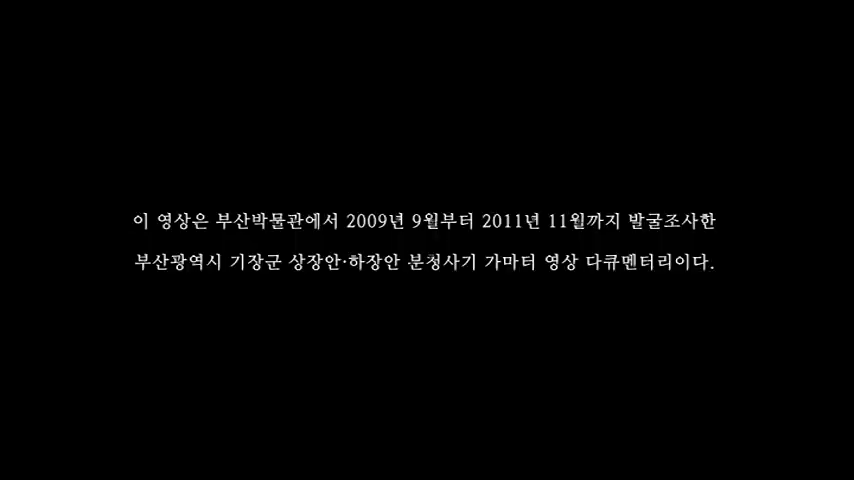 이 영상은 부산박물관에서 2009년 9월부터 2011년 11월까지 발굴조사한
부산광역시 기장군 상장안·하장안 분청사기 가마터 영상 다큐멘터리이다.